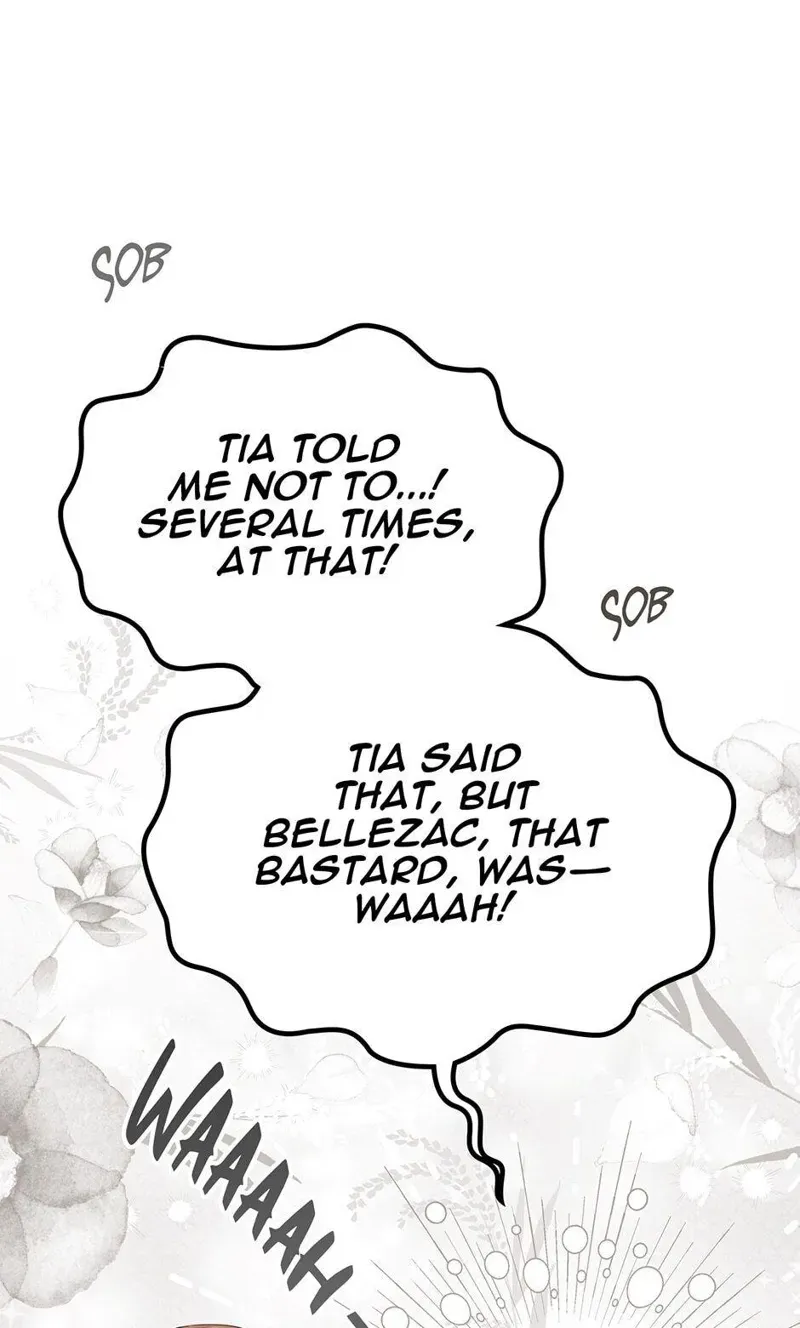 SOB
TIA TOLD
ME NOT TO...!
SEVERAL TIMES,
AT THAT!
SOB
TIA SAID
THAT, BUT
BELLEZAC, THAT
BASTARD, WAS—
WAAAH!
WAAAAAH-